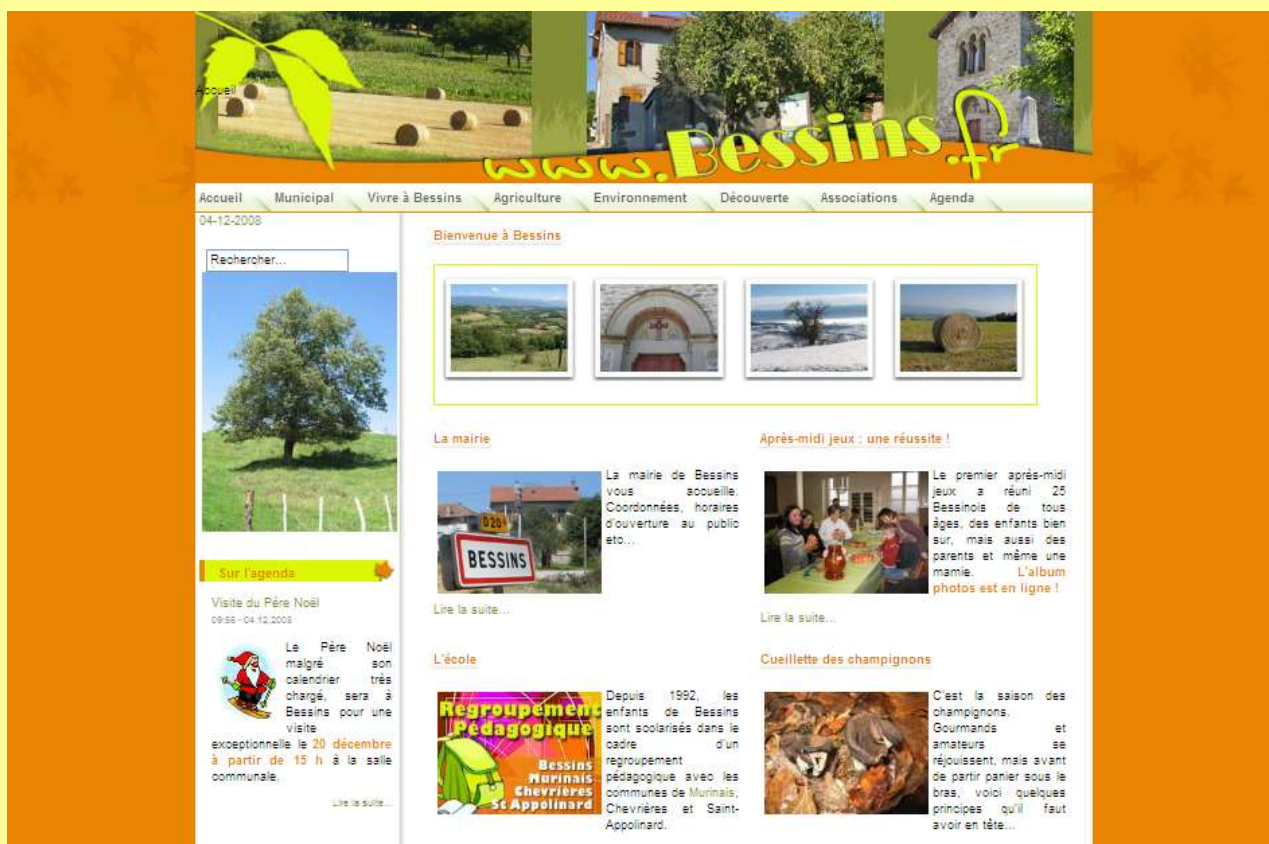 Accueil
www.Bessins.fr
Accueil
Municipal
Vivre à Bessins
Agriculture
Environnement
Découverte
Associations
Agenda
04-12-2008
Rechercher...
Sur l'agenda
Visite du Père Noël
09:56 - 04.12.2008
Le Père Noël
malgré son
calendrier très
chargé, sera à
Bessins pour une
visite
exceptionnelle le 20 décembre
à partir de 15 h à la salle
communale.
Lire la suite...
Bienvenue à Bessins
La mairie
D20
BESSINS
La mairie de Bessins
vous accueille.
Coordonnées, horaires
d'ouverture au public
etc...
Lire la suite...
Après-midi jeux : une réussite !
Le premier après-midi
jeux a réuni 25
Bessinois de tous
âges, des enfants bien
sur, mais aussi des
parents et même une
mamie. L'album
photos est en ligne !
Lire la suite...
L'école
Regroupement
Pédagogique
Bessins
Murinais
Chevrières
St Appolinard
Depuis 1992, les
enfants de Bessins
sont scolarisés dans le
cadre d'un
regroupement
pédagogique avec les
communes de Murinais,
Chevrières et Saint-
Appolinard.
Cueillette des champignons
C'est la saison des
champignons.
Gourmands et
amateurs se
réjouissent, mais avant
de partir panier sous le
bras, voici quelques
principes qu'il faut
avoir en tête...